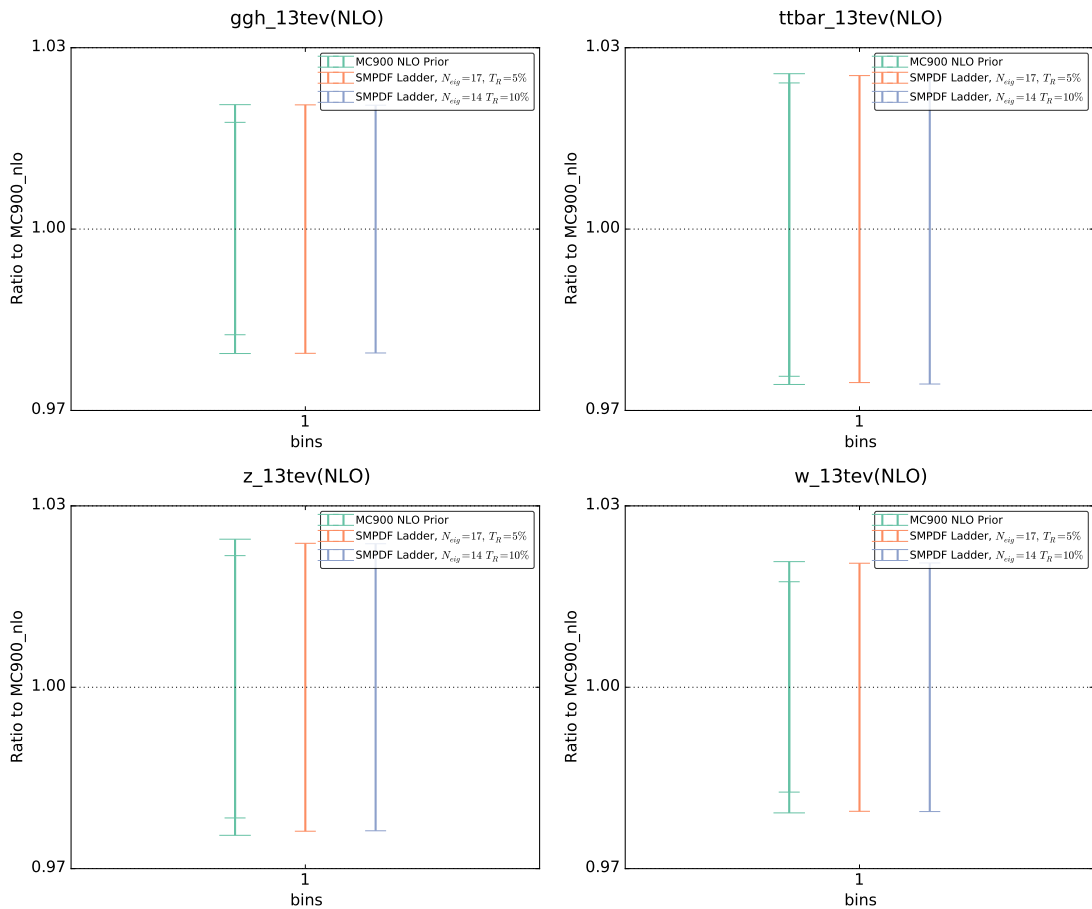 ggh_13tev(NLO)
1.03
MC900 NLO Prior
SMPDF Ladder, N_eig=17, T_R=5%
SMPDF Ladder, N_eig=14 T_R=10%
Ratio to MC900_nlo
1.00
0.97
1
bins
ttbar_13tev(NLO)
1.03
MC900 NLO Prior
SMPDF Ladder, N_eig=17, T_R=5%
SMPDF Ladder, N_eig=14 T_R=10%
Ratio to MC900_nlo
1.00
0.97
1
bins
z_13tev(NLO)
1.03
MC900 NLO Prior
SMPDF Ladder, N_eig=17, T_R=5%
SMPDF Ladder, N_eig=14 T_R=10%
Ratio to MC900_nlo
1.00
0.97
1
bins
w_13tev(NLO)
1.03
MC900 NLO Prior
SMPDF Ladder, N_eig=17, T_R=5%
SMPDF Ladder, N_eig=14 T_R=10%
Ratio to MC900_nlo
1.00
0.97
1
bins